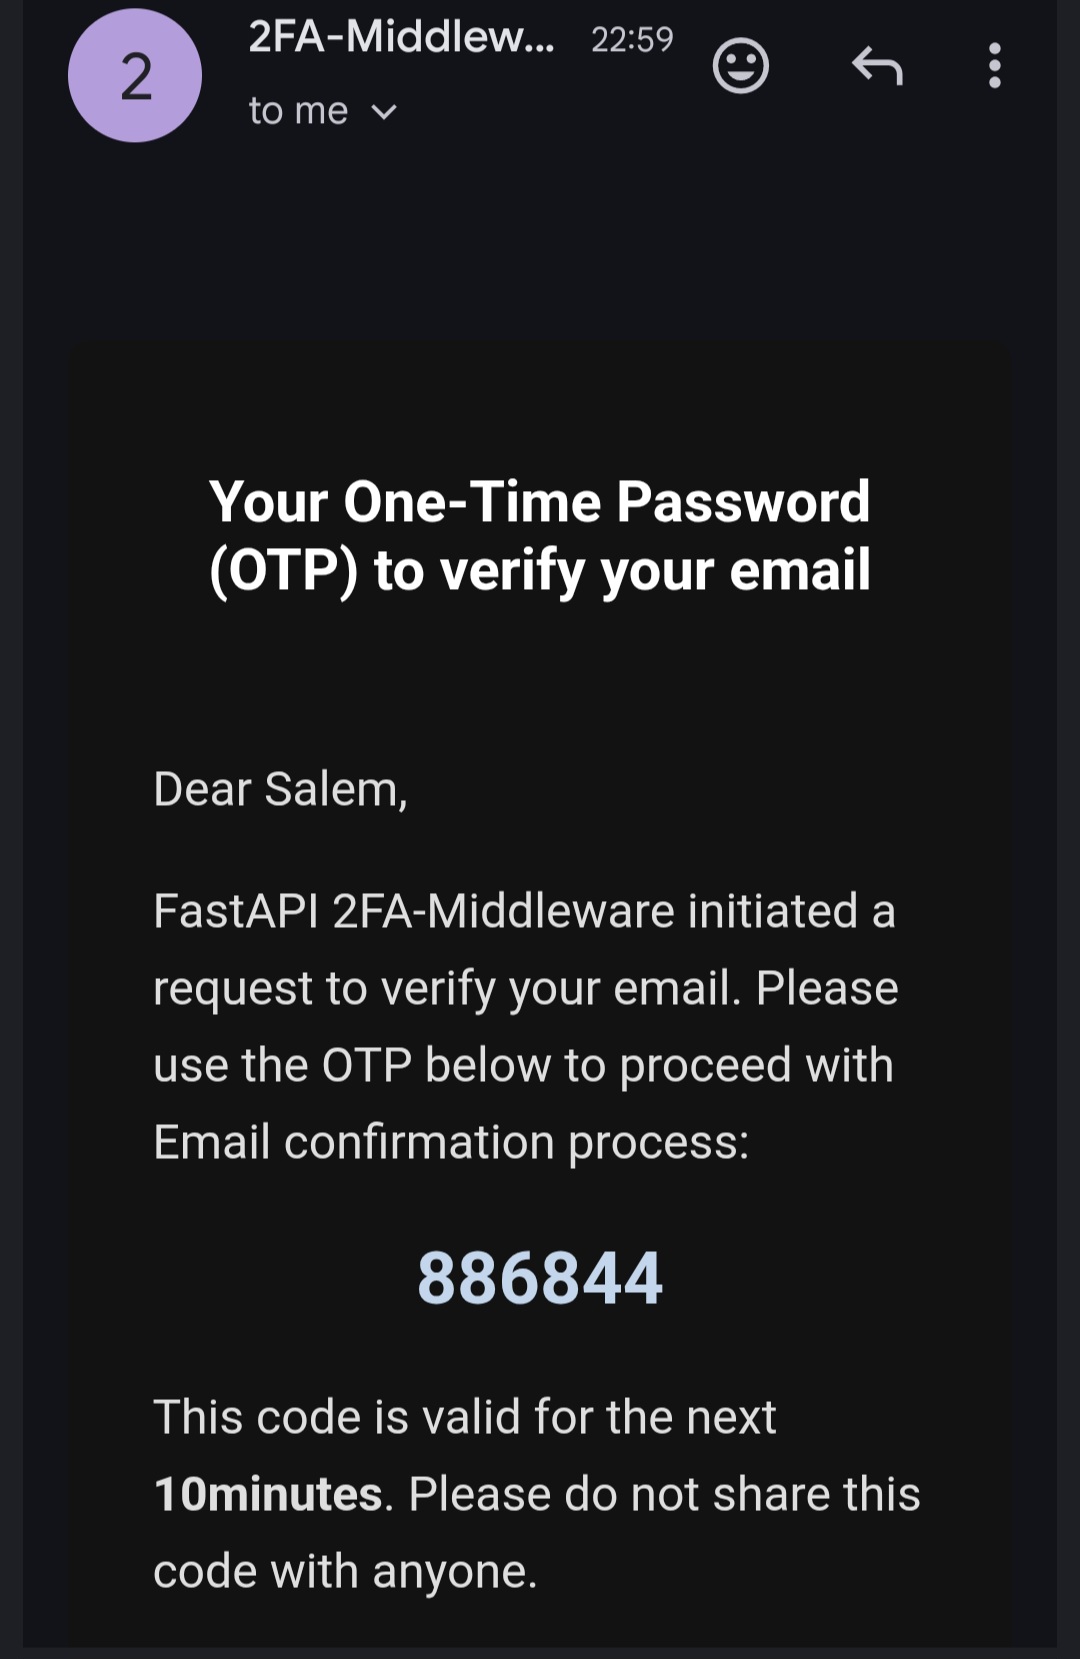 2FA-Middlew... 22:59
2
to me
Your One-Time Password
(OTP) to verify your email
Dear Salem,
FastAPI 2FA-Middleware initiated a
request to verify your email. Please
use the OTP below to proceed with
Email confirmation process:
886844
This code is valid for the next
10minutes. Please do not share this
code with anyone.